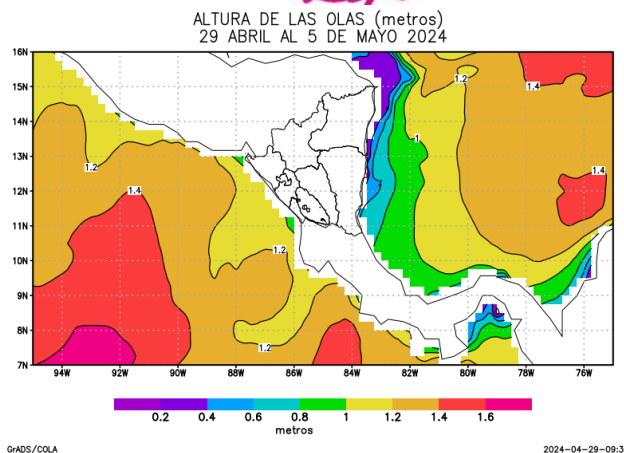 ALTURA DE LAS OLAS (metros)
29 ABRIL AL 5 DE MAYO 2024
16N
15N
14N
13N
12N
11N
10N
9N
8N
7N
1.2
1.4
1.2
1
1.4
1.4
1.2
1.2
94W 92W 90W 88W 86W 84W 82W 80W 78W 76W
0.2 0.4 0.6 0.8 1 1.2 1.4 1.6
metros
GrADS/COLA
2024-04-29-09:3